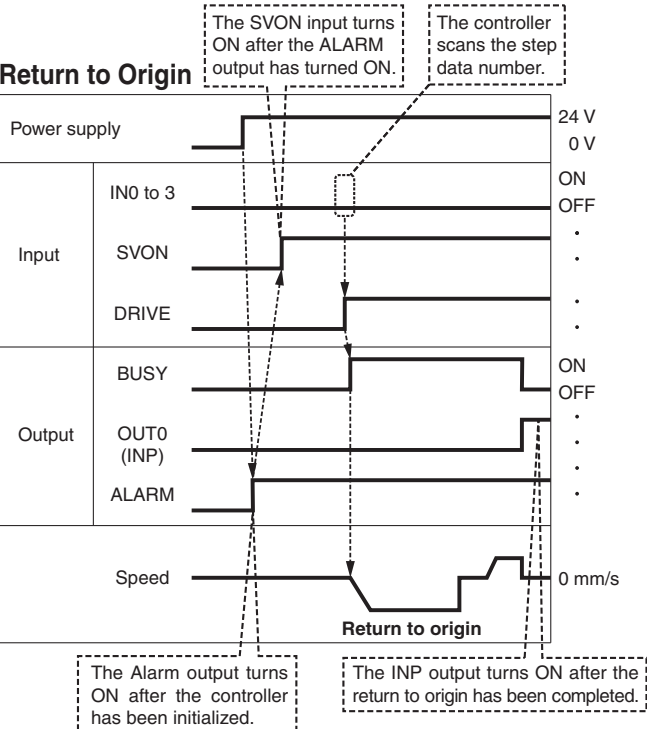 The SVON input turns
ON after the ALARM
output has turned ON.
The controller
scans the step
data number.
Return to Origin
Power supply
24 V
0 V
Input
IN0 to 3
ON
OFF
SVON
DRIVE
Output
BUSY
ON
OFF
OUT0
(INP)
ALARM
Speed
0 mm/s
Return to origin
The Alarm output turns
ON after the controller
has been initialized.
The INP output turns ON after the
return to origin has been completed.